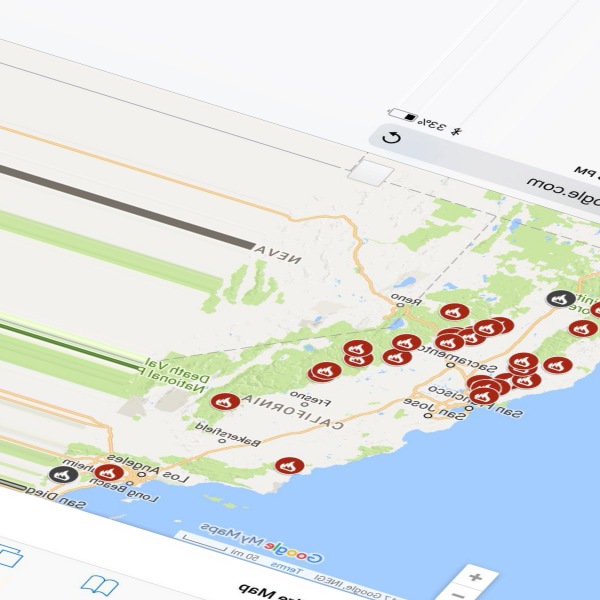 33%
PM
ogle.com
NEVA
Reno
Sacramento
San Francisco
San Jose
Death Val
National P
Fresno
CALIFORNIA
Bakersfield
Los Angeles
heim
Long Beach
San Dieg
Google My Maps
Google, INEGI Terms 50 mi
Map